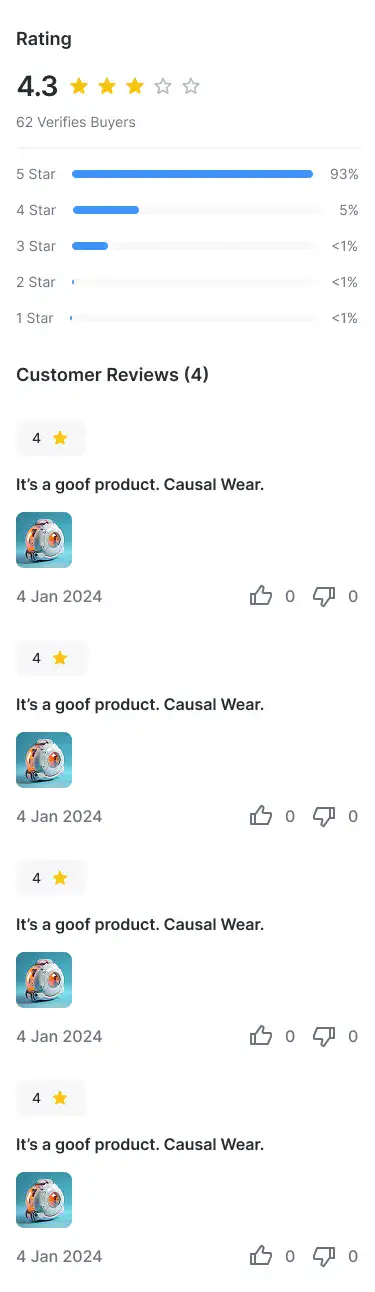 Rating
4.3
62 Verifies Buyers
5 Star 93%
4 Star 5%
3 Star <1%
2 Star <1%
1 Star <1%
Customer Reviews (4)
4
It’s a goof product. Causal Wear.
4 Jan 2024 0 0
4
It’s a goof product. Causal Wear.
4 Jan 2024 0 0
4
It’s a goof product. Causal Wear.
4 Jan 2024 0 0
4
It’s a goof product. Causal Wear.
4 Jan 2024 0 0